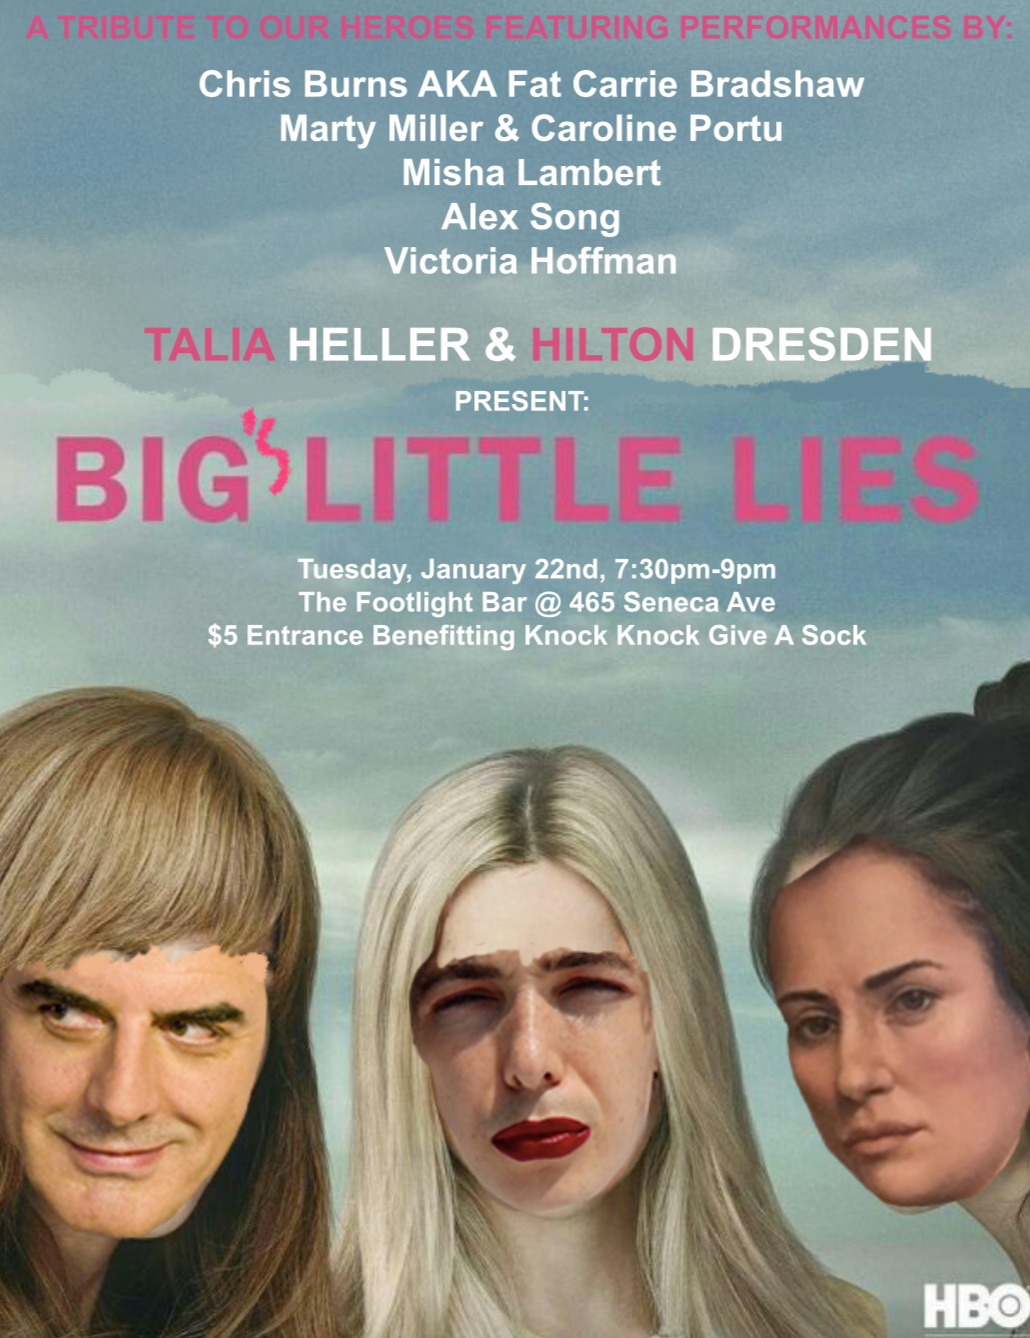 A TRIBUTE TO OUR HEROES FEATURING PERFORMANCES BY:
Chris Burns AKA Fat Carrie Bradshaw
Marty Miller & Caroline Portu
Misha Lambert
Alex Song
Victoria Hoffman
TALIA HELLER & HILTON DRESDEN
PRESENT:
BIG'S LITTLE LIES
Tuesday, January 22nd, 7:30pm-9pm
The Footlight Bar @ 465 Seneca Ave
$5 Entrance Benefitting Knock Knock Give A Sock
HBO